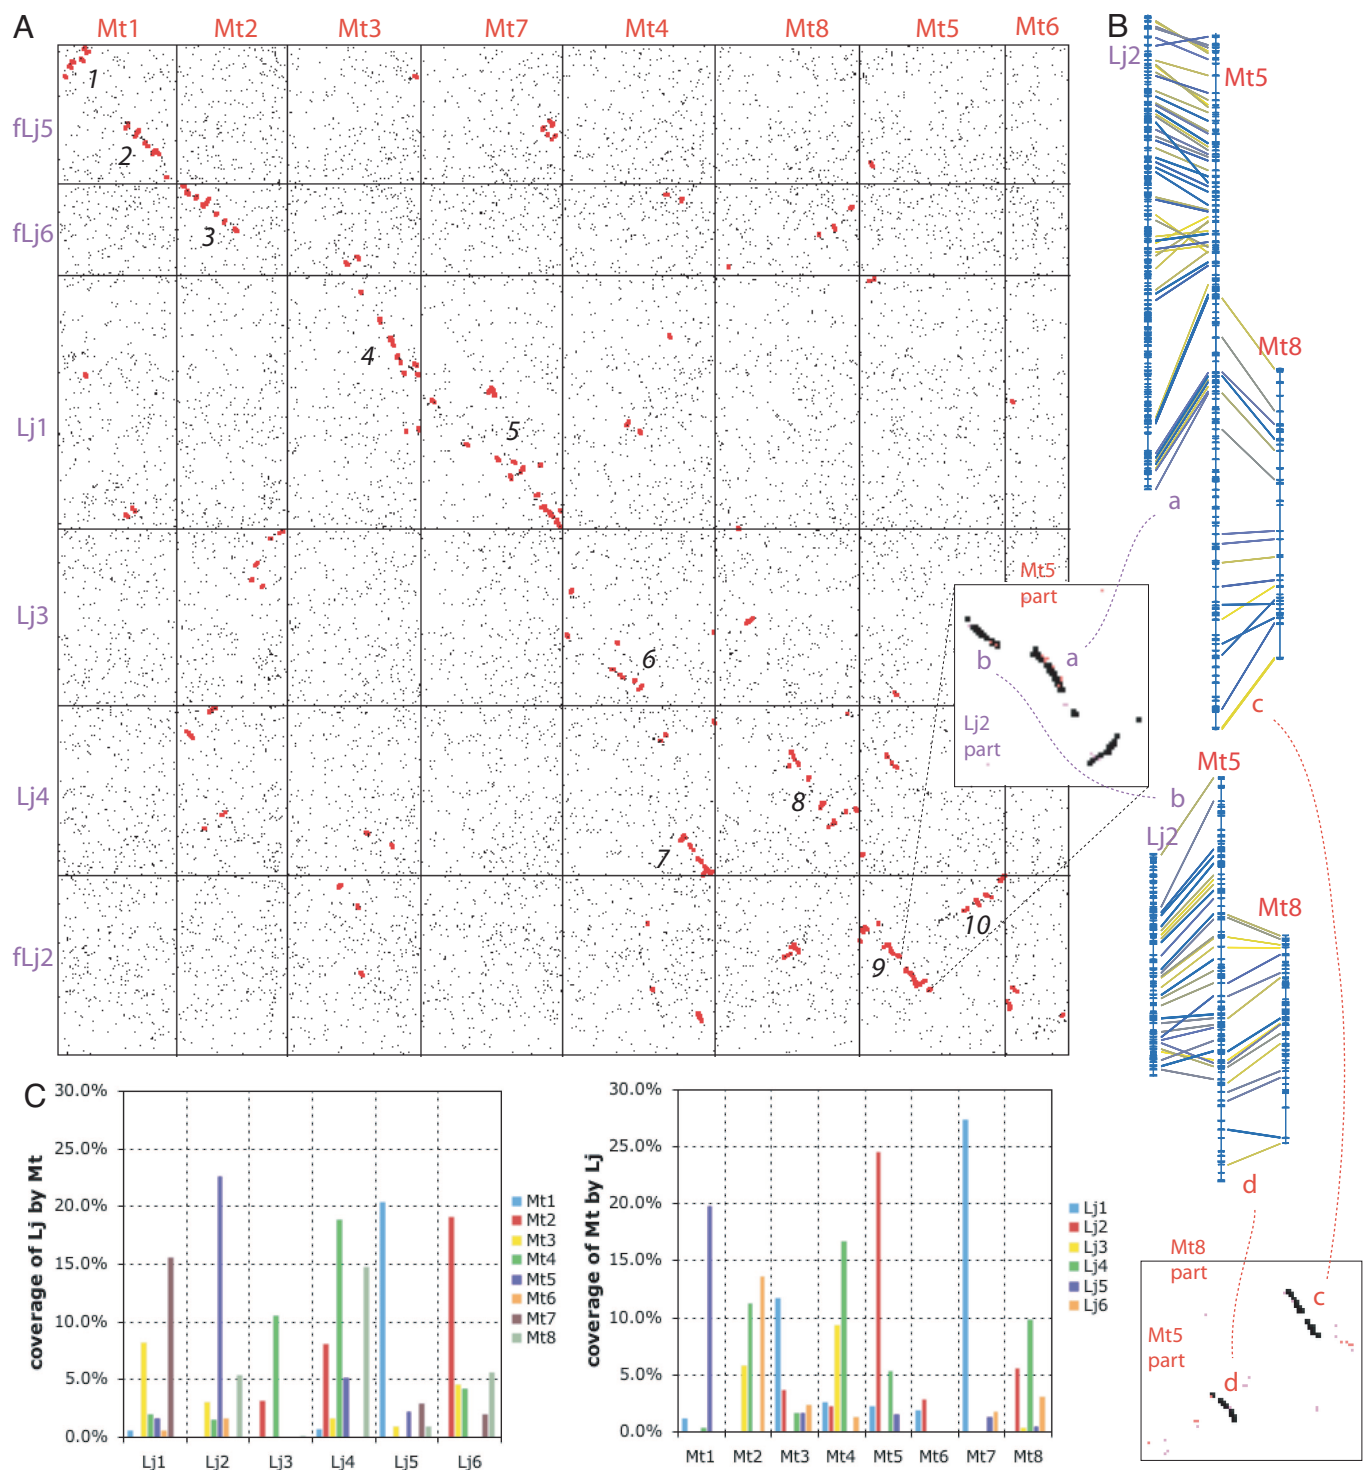 A
Mt1 Mt2 Mt3 Mt7 Mt4 Mt8 Mt5 Mt6
fLj5
fLj6
Lj1
Lj3
Lj4
fLj2
1
2
3
4
5
6
7
8
9
10
Mt5
part
b
a
Lj2
part
B
Lj2
Mt5
Mt8
a
c
Mt5
b
Lj2
Mt8
d
Mt8
part
c
Mt5
part
d
C
coverage of Lj by Mt
30.0%
25.0%
20.0%
15.0%
10.0%
5.0%
0.0%
Lj1 Lj2 Lj3 Lj4 Lj5 Lj6
Mt1
Mt2
Mt3
Mt4
Mt5
Mt6
Mt7
Mt8
coverage of Mt by Lj
30.0%
25.0%
20.0%
15.0%
10.0%
5.0%
0.0%
Mt1 Mt2 Mt3 Mt4 Mt5 Mt6 Mt7 Mt8
Lj1
Lj2
Lj3
Lj4
Lj5
Lj6